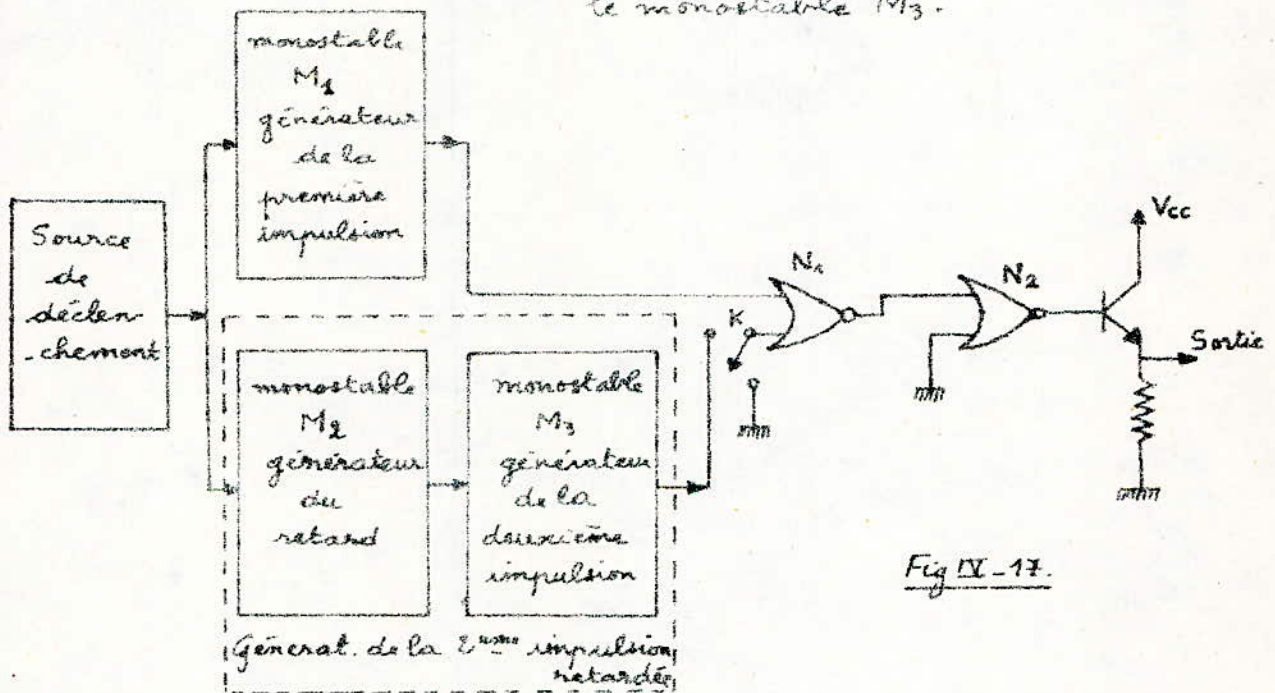 le monostable M₃.
monostable
M₁
générateur
de la
première
impulsion
Source
de
déclen-
-chement
monostable
M₂
générateur
du
retard
monostable
M₃
générateur
de la
deuxième
impulsion
Générat. de la 2ème impulsion
retardée
K
N₁
N₂
Vcc
Sortie
Fig IV-17.